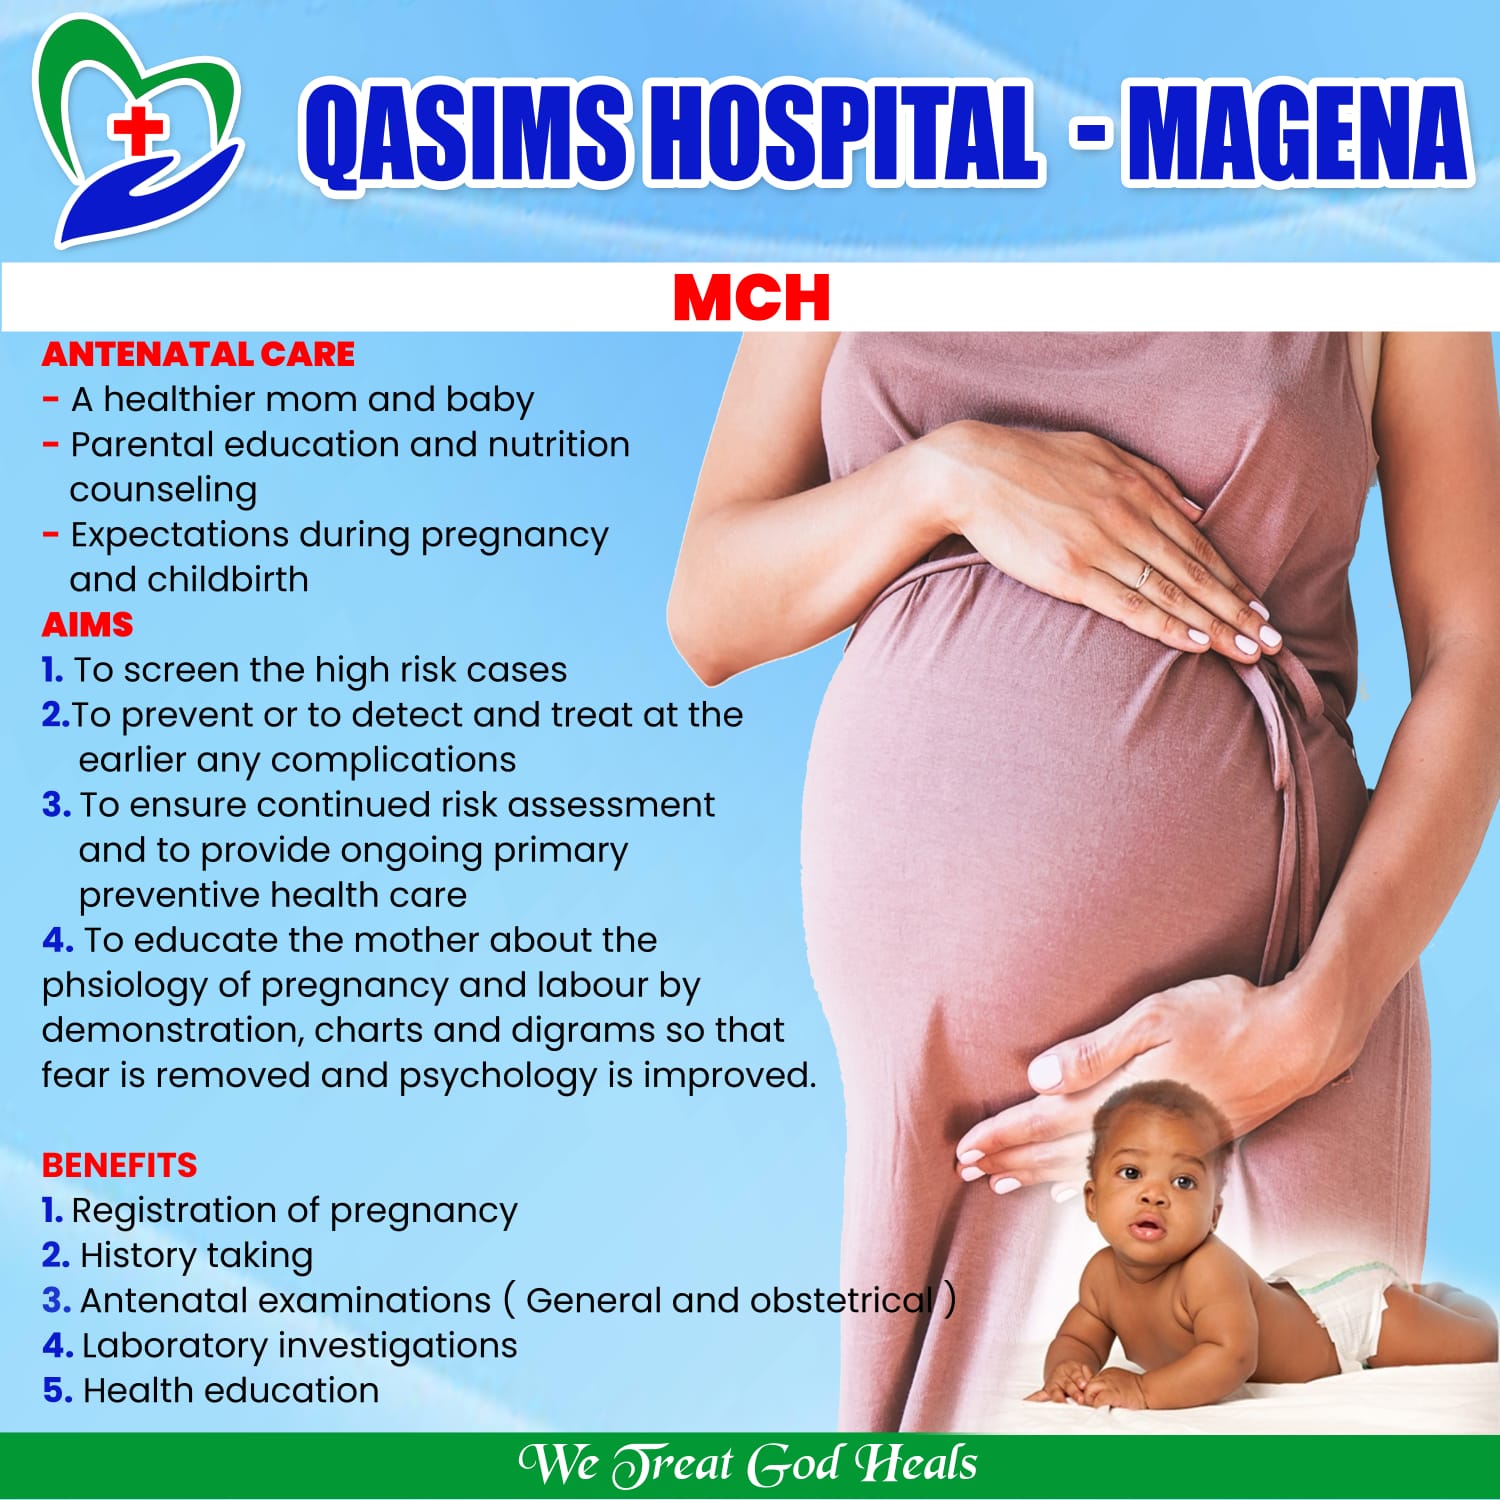 QASIMS HOSPITAL - MAGENA
MCH
ANTENATAL CARE
- A healthier mom and baby
- Parental education and nutrition
counseling
- Expectations during pregnancy
and childbirth
AIMS
1. To screen the high risk cases
2.To prevent or to detect and treat at the
earlier any complications
3. To ensure continued risk assessment
and to provide ongoing primary
preventive health care
4. To educate the mother about the
phsiology of pregnancy and labour by
demonstration, charts and digrams so that
fear is removed and psychology is improved.
BENEFITS
1. Registration of pregnancy
2. History taking
3. Antenatal examinations ( General and obstetrical )
4. Laboratory investigations
5. Health education
We Treat God Heals